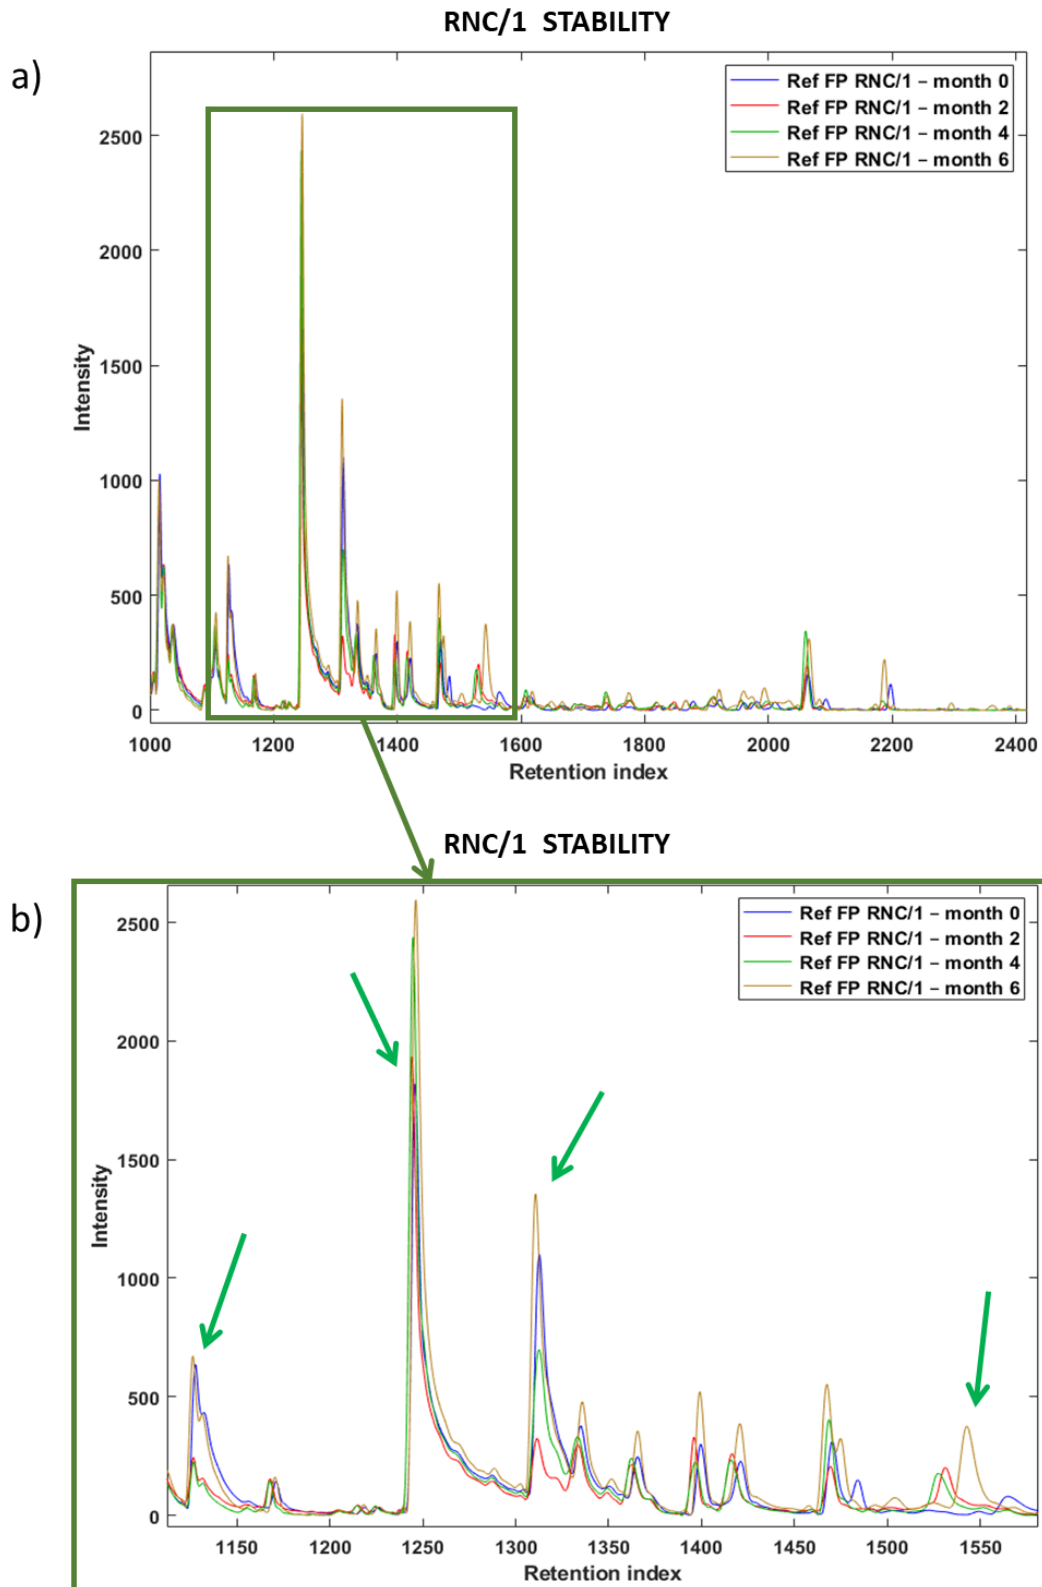 RNC/1 STABILITY
a)
Ref FP RNC/1 – month 0
Ref FP RNC/1 – month 2
Ref FP RNC/1 – month 4
Ref FP RNC/1 – month 6
2500
2000
1500
1000
500
0
Intensity
1000 1200 1400 1600 1800 2000 2200 2400
Retention index
RNC/1 STABILITY
b)
Ref FP RNC/1 – month 0
Ref FP RNC/1 – month 2
Ref FP RNC/1 – month 4
Ref FP RNC/1 – month 6
2500
2000
1500
1000
500
0
Intensity
1150 1200 1250 1300 1350 1400 1450 1500 1550
Retention index